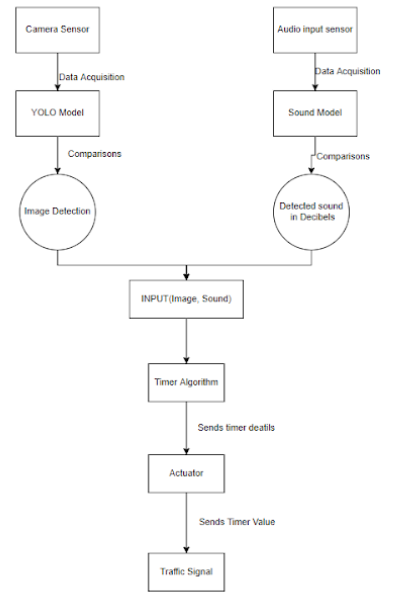 Camera Sensor
Audio input sensor
Data Acquisition
Data Acquisition
YOLO Model
Sound Model
Comparisons
Comparisons
Image Detection
Detected sound
in Decibels
INPUT(Image, Sound)
Timer Algorithm
Sends timer deatils
Actuator
Sends Timer Value
Traffic Signal